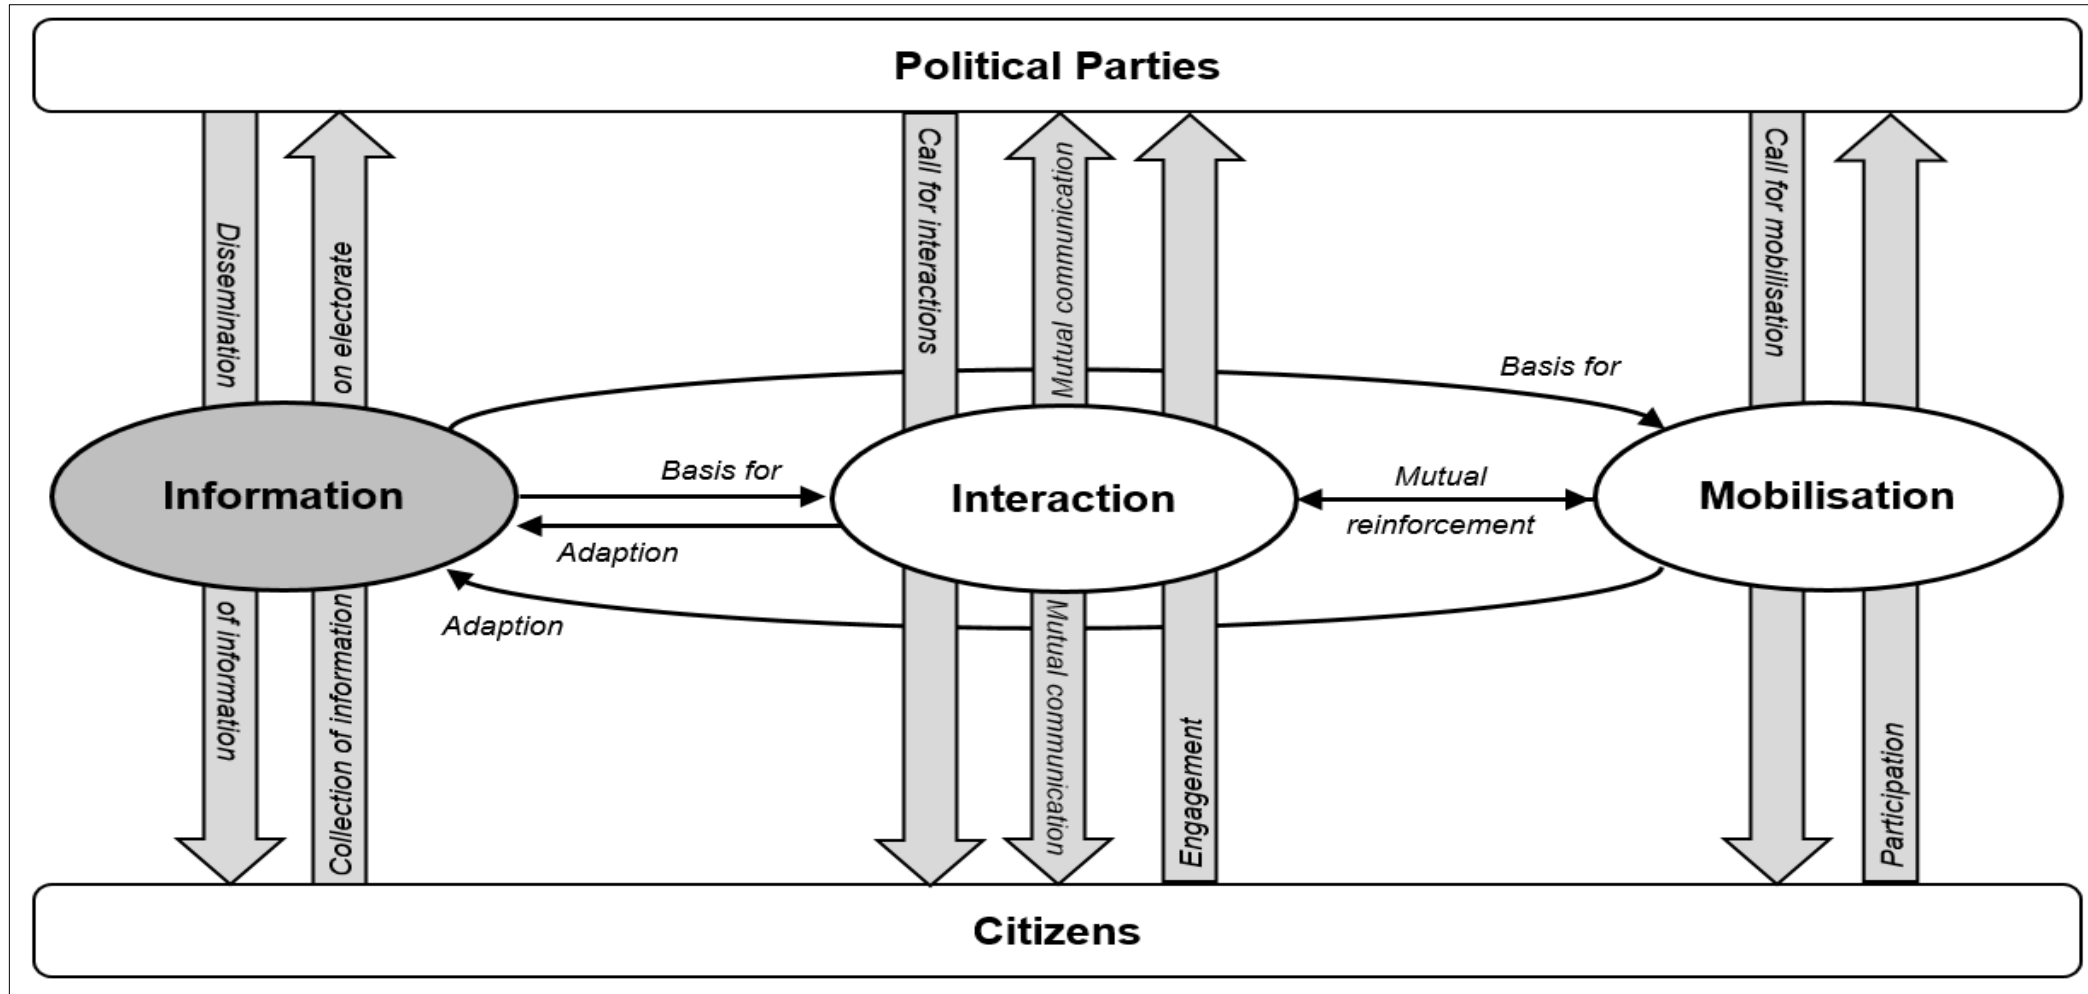 Political Parties
Dissemination
of information
Collection of information
on electorate
Call for interactions
Mutual communication
Mutual communication
Engagement
Call for mobilisation
Participation
Basis for
Information
Basis for
Adaption
Interaction
Mutual
reinforcement
Mobilisation
Adaption
Citizens